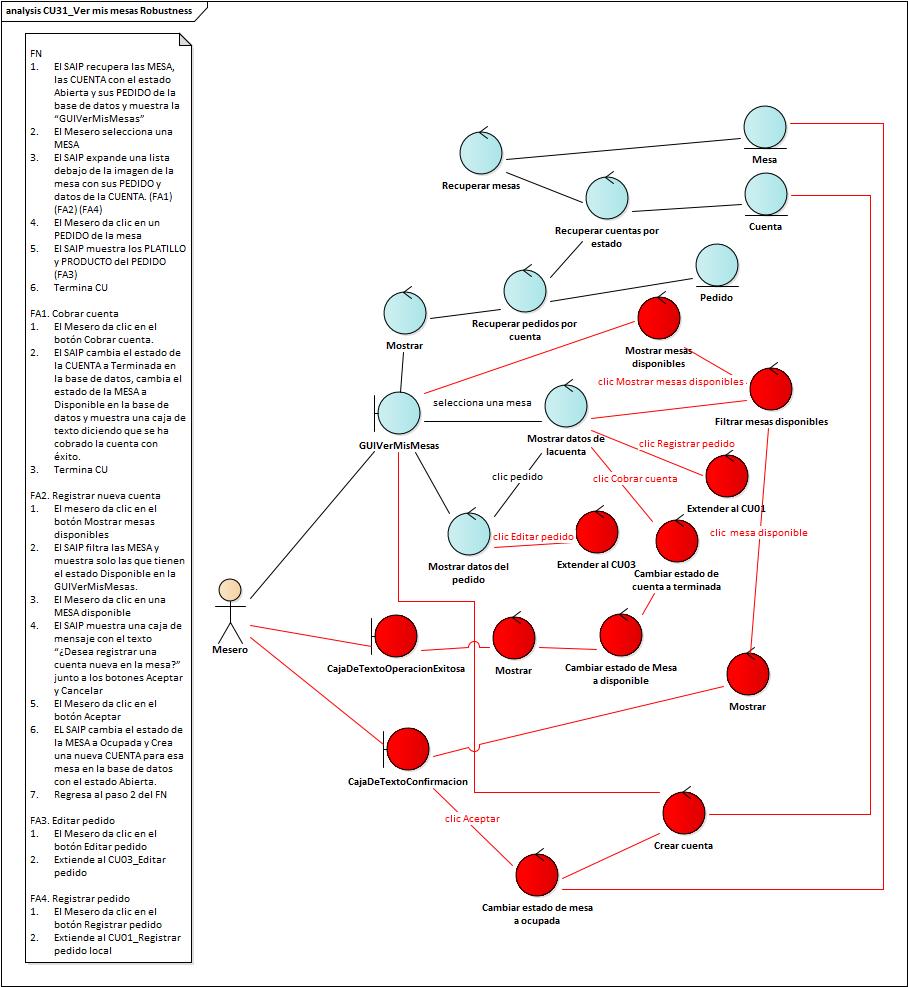 analysis CU31_Ver mis mesas Robustness
FN
1. El SAIP recupera las MESA,
las CUENTA con el estado
Abierta y sus PEDIDO de la
base de datos y muestra la
“GUIVerMisMesas”
2. El Mesero selecciona una
MESA
3. El SAIP expande una lista
debajo de la imagen de la
mesa con sus PEDIDO y
datos de la CUENTA. (FA1)
(FA2) (FA4)
4. El Mesero da clic en un
PEDIDO de la mesa
5. El SAIP muestra los PLATILLO
y PRODUCTO del PEDIDO
(FA3)
6. Termina CU
FA1. Cobrar cuenta
1. El Mesero da clic en el
botón Cobrar cuenta.
2. El SAIP cambia el estado de
la CUENTA a Terminada en
la base de datos, cambia el
estado de la MESA a
Disponible en la base de
datos y muestra una caja de
texto diciendo que se ha
cobrado la cuenta con
éxito.
3. Termina CU
FA2. Registrar nueva cuenta
1. El mesero da clic en el
botón Mostrar mesas
disponibles
2. El SAIP filtra las MESA y
muestra solo las que tienen
el estado Disponible en la
GUIVerMisMesas.
3. El Mesero da clic en una
MESA disponible
4. El SAIP muestra una caja de
mensaje con el texto
“¿Desea registrar una
cuenta nueva en la mesa?”
junto a los botones Aceptar
y Cancelar
5. El Mesero da clic en el
botón Aceptar
6. EL SAIP cambia el estado de
la MESA a Ocupada y Crea
una nueva CUENTA para esa
mesa en la base de datos
con el estado Abierta.
7. Regresa al paso 2 del FN
FA3. Editar pedido
1. El Mesero da clic en el
botón Editar pedido
2. Extiende al CU03_Editar
pedido
FA4. Registrar pedido
1. El Mesero da clic en el
botón Registrar pedido
2. Extiende al CU01_Registrar
pedido local
Mesa
Recuperar mesas
Cuenta
Recuperar cuentas por
estado
Pedido
Recuperar pedidos por
cuenta
Mostrar
Mostrar mesas
disponibles
clic Mostrar mesas disponibles
selecciona una mesa
Filtrar mesas disponibles
GUIVerMisMesas
Mostrar datos de
lacuenta
clic Registrar pedido
clic pedido
clic Cobrar cuenta
Extender al CU01
clic Editar pedido
clic mesa disponible
Mostrar datos del
pedido
Extender al CU03
Cambiar estado de
cuenta a terminada
Mesero
CajaDeTextoOperacionExitosa
Mostrar
Cambiar estado de Mesa
a disponible
Mostrar
CajaDeTextoConfirmacion
clic Aceptar
Crear cuenta
Cambiar estado de mesa
a ocupada